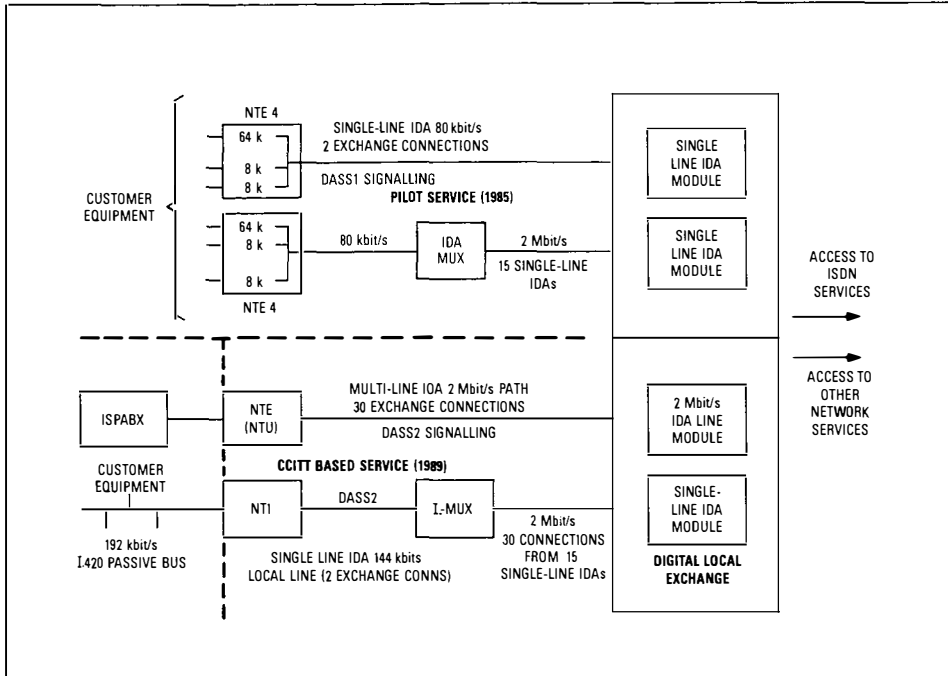 NTE 4
64 k
8 k
8 k
SINGLE-LINE IDA 80 kbit/s
2 EXCHANGE CONNECTIONS
DASS1 SIGNALLING
PILOT SERVICE (1985)
CUSTOMER
EQUIPMENT
64 k
8 k
8 k
NTE 4
80 kbit/s
IDA
MUX
2 Mbit/s
15 SINGLE-LINE
IDAs
SINGLE
LINE IDA
MODULE
SINGLE
LINE IDA
MODULE
ACCESS TO
ISDN
SERVICES
ACCESS TO
OTHER
NETWORK
SERVICES
ISPABX
NTE
(NTU)
MULTI-LINE IOA 2 Mbit/s PATH
30 EXCHANGE CONNECTIONS
DASS2 SIGNALLING
2 Mbit/s
IDA LINE
MODULE
CCITT BASED SERVICE (1989)
CUSTOMER
EQUIPMENT
192 kbit/s
I.420 PASSIVE BUS
NT1
DASS2
I.-MUX
SINGLE LINE IDA 144 kbits
LOCAL LINE (2 EXCHANGE CONNS)
2 Mbit/s
30 CONNECTIONS
FROM 15
SINGLE-LINE IDAs
SINGLE-
LINE IDA
MODULE
DIGITAL LOCAL
EXCHANGE